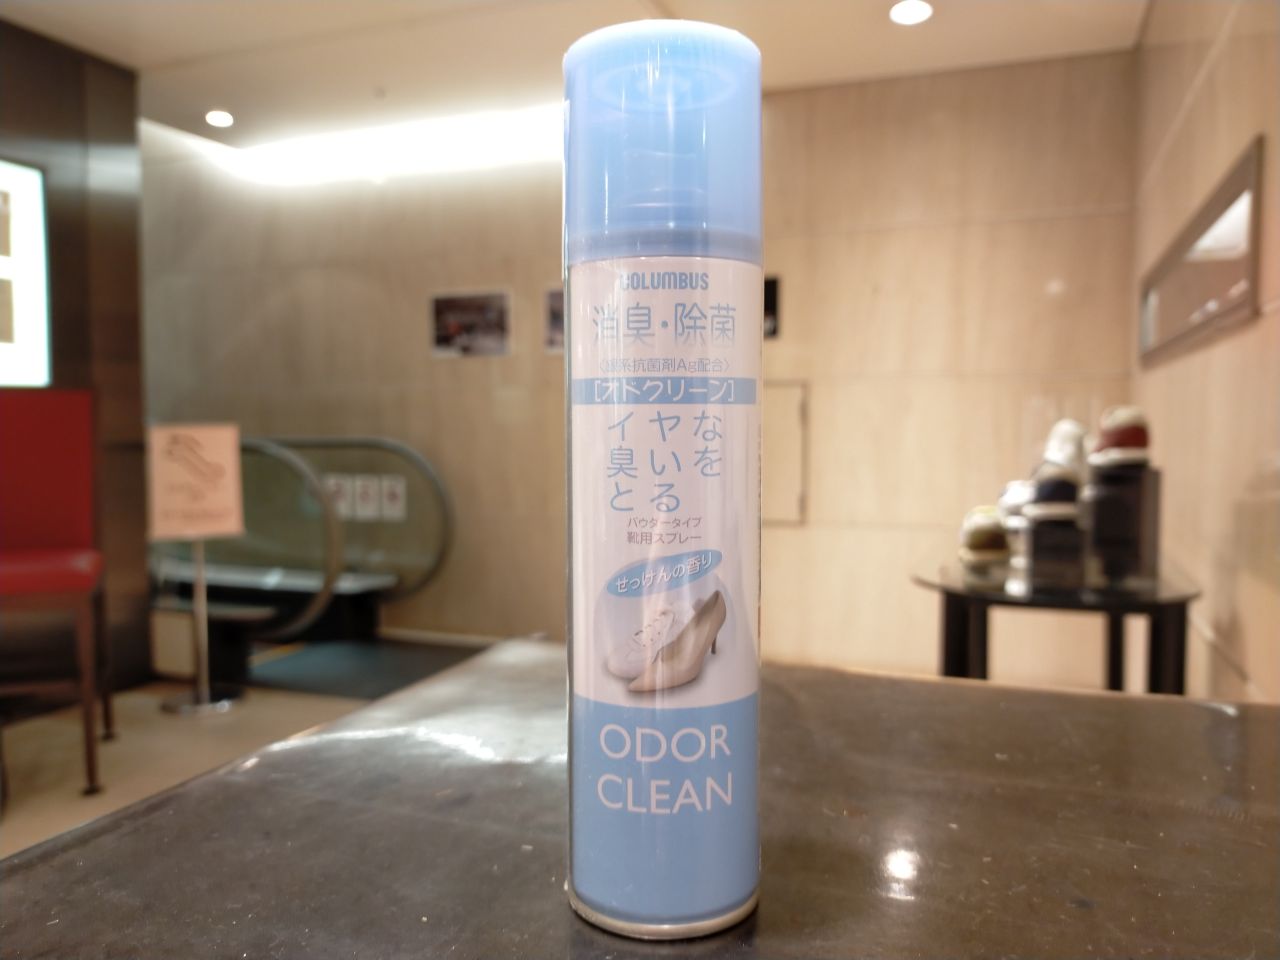 COLUMBUS
消臭・除菌
〈銀系抗菌剤Ag配合〉
[オドクリーン]
イヤな
臭いを
とる
パウダータイプ
靴用スプレー
せっけんの香り
ODOR
CLEAN